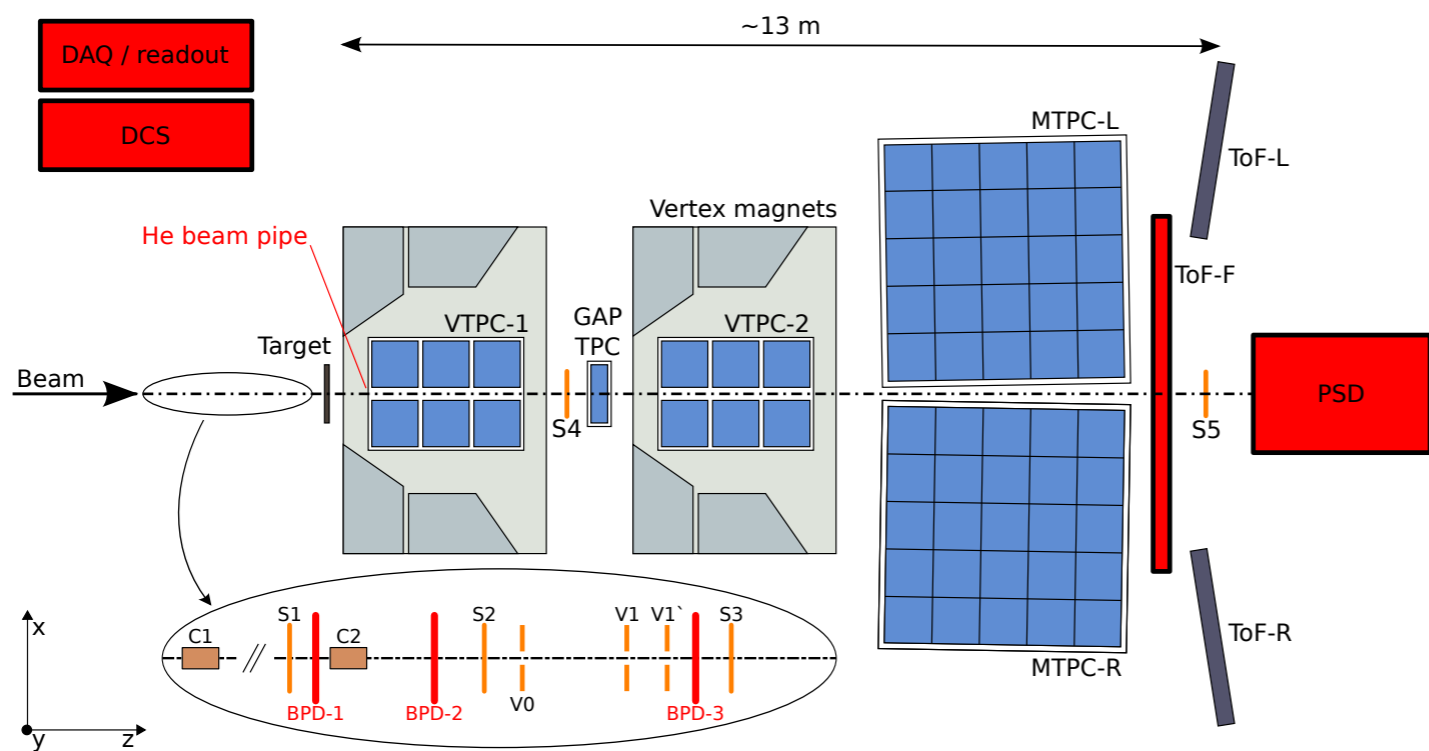 ~13 m
DAQ / readout
DCS
MTPC-L
ToF-L
Vertex magnets
He beam pipe
ToF-F
VTPC-1
GAP
TPC
VTPC-2
Target
Beam
PSD
S4
S5
S1
C2
S2
V1
V1`
S3
C1
x
ToF-R
MTPC-R
V0
BPD-1
BPD-2
BPD-3
y
z